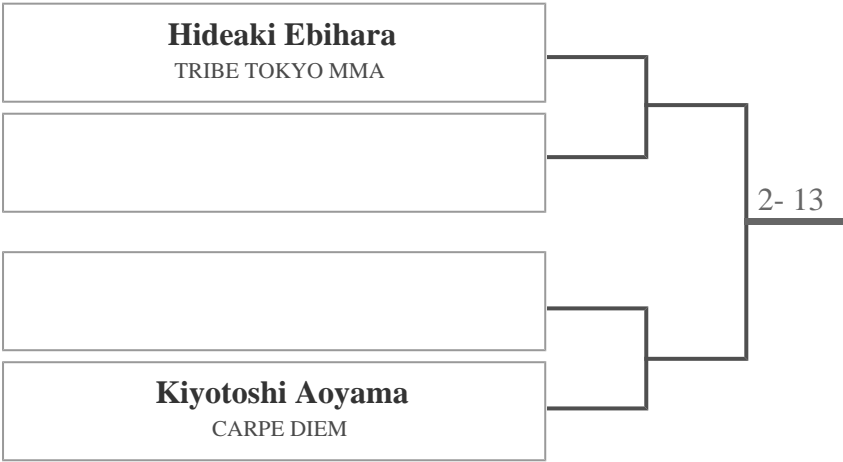 Hideaki Ebihara
TRIBE TOKYO MMA
2- 13
Kiyotoshi Aoyama
CARPE DIEM